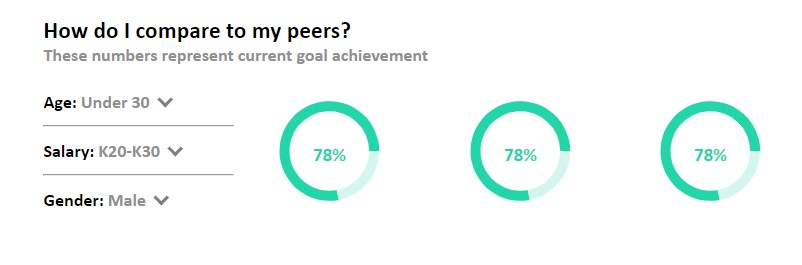 How do I compare to my peers?
These numbers represent current goal achievement
Age: Under 30
Salary: K20-K30
Gender: Male
78%
78%
78%